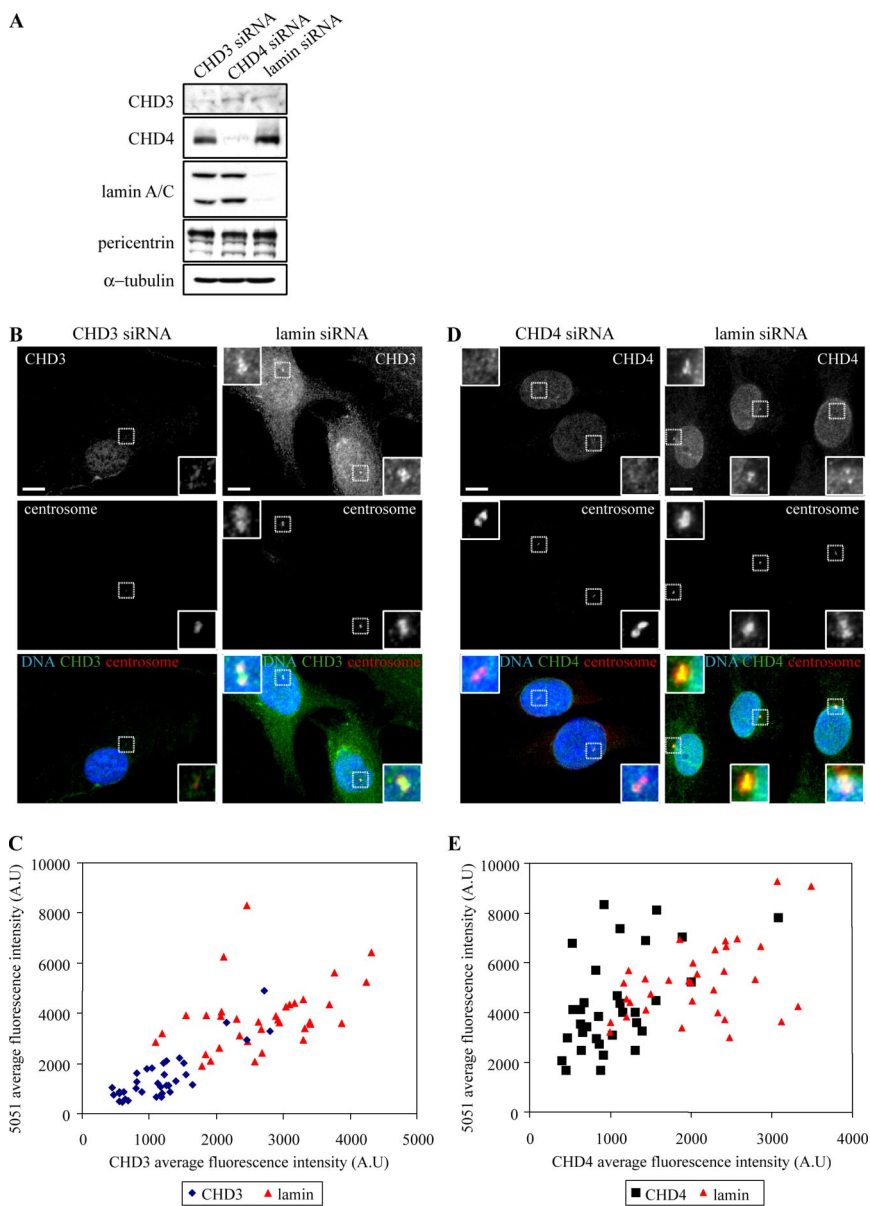 A
CHD3 siRNA
CHD4 siRNA
lamin siRNA
CHD3
CHD4
lamin A/C
pericentrin
α–tubulin
B
CHD3 siRNA
lamin siRNA
CHD3
CHD3
centrosome
centrosome
DNA CHD3 centrosome
DNA CHD3 centrosome
D
CHD4 siRNA
lamin siRNA
CHD4
CHD4
centrosome
centrosome
DNA CHD4 centrosome
DNA CHD4 centrosome
C
5051 average fluorescence intensity (A.U)
10000
8000
6000
4000
2000
0
0 1000 2000 3000 4000 5000
CHD3 average fluorescence intensity (A.U)
CHD3 lamin
E
5051 average fluorescence intensity (A.U)
10000
8000
6000
4000
2000
0
0 1000 2000 3000 4000
CHD4 average fluorescence intensity (A.U)
CHD4 lamin